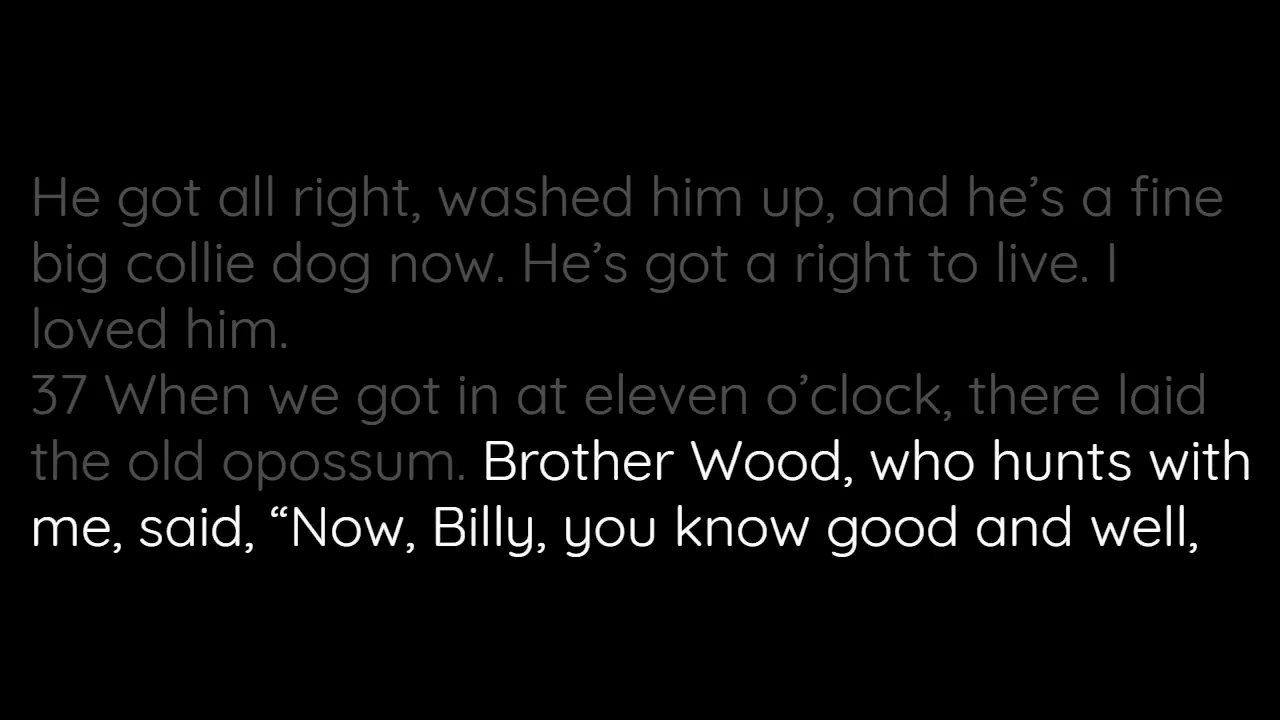 He got all right, washed him up, and he’s a fine
big collie dog now. He’s got a right to live. I
loved him.
37 When we got in at eleven o’clock, there laid
the old opossum. Brother Wood, who hunts with
me, said, “Now, Billy, you know good and well,